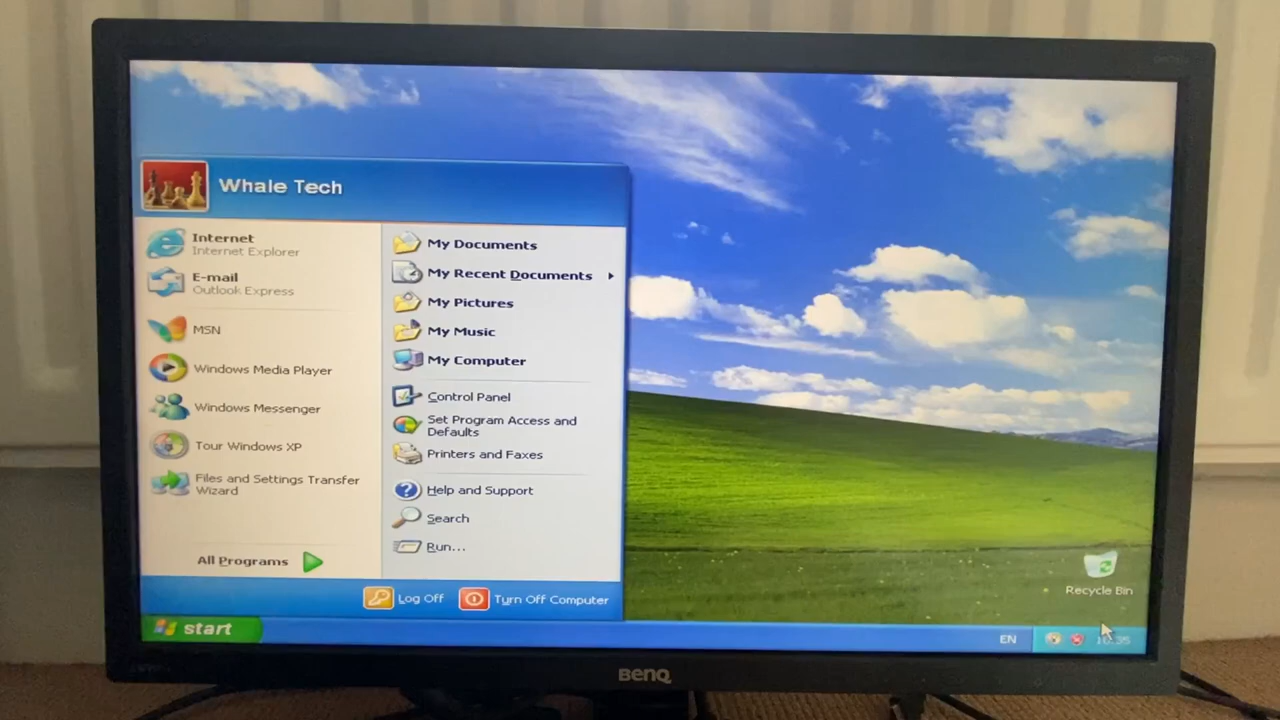 Whale Tech
Internet
Internet Explorer
E-mail
Outlook Express
MSN
Windows Media Player
Windows Messenger
Tour Windows XP
Files and Settings Transfer
Wizard
All Programs
My Documents
My Recent Documents
My Pictures
My Music
My Computer
Control Panel
Set Program Access and
Defaults
Printers and Faxes
Help and Support
Search
Run...
Log Off
Turn Off Computer
Recycle Bin
start
EN
16:35
BenQ